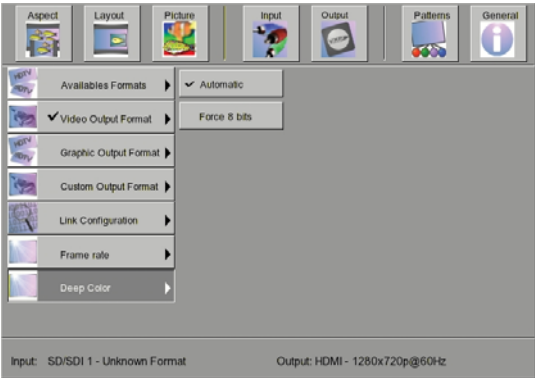 Aspect Layout Picture Input Output Patterns General
Availables Formats
Automatic
Video Output Format
Force 8 bits
Graphic Output Format
Custom Output Format
Link Configuration
Frame rate
Deep Color
Input: SD/SDI 1 - Unknown Format Output: HDMI - 1280x720p@60Hz